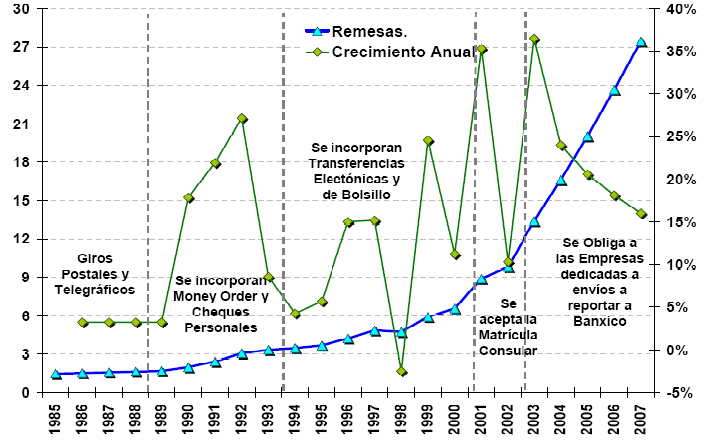 30
27
24
21
18
15
12
9
6
3
0
40%
35%
30%
25%
20%
15%
10%
5%
0%
-5%
Remesas.
Crecimiento Anual
Giros
Postales y
Telegráficos
Se incorporan
Money Order y
Cheques
Personales
Se incorporan
Transferencias
Electónicas y
de Bolsillo
Se
acepta la
Matrícula
Consular
Se Obliga a
las Empresas
dedicadas a
envíos a
reportar a
Banxico
1985
1986
1987
1988
1989
1990
1991
1992
1993
1994
1995
1996
1997
1998
1999
2000
2001
2002
2003
2004
2005
2006
2007